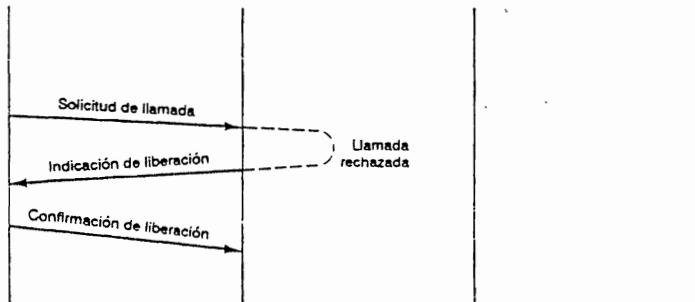 Solicitud de llamada
Llamada
rechazada
Indicación de liberación
Confirmación de liberación